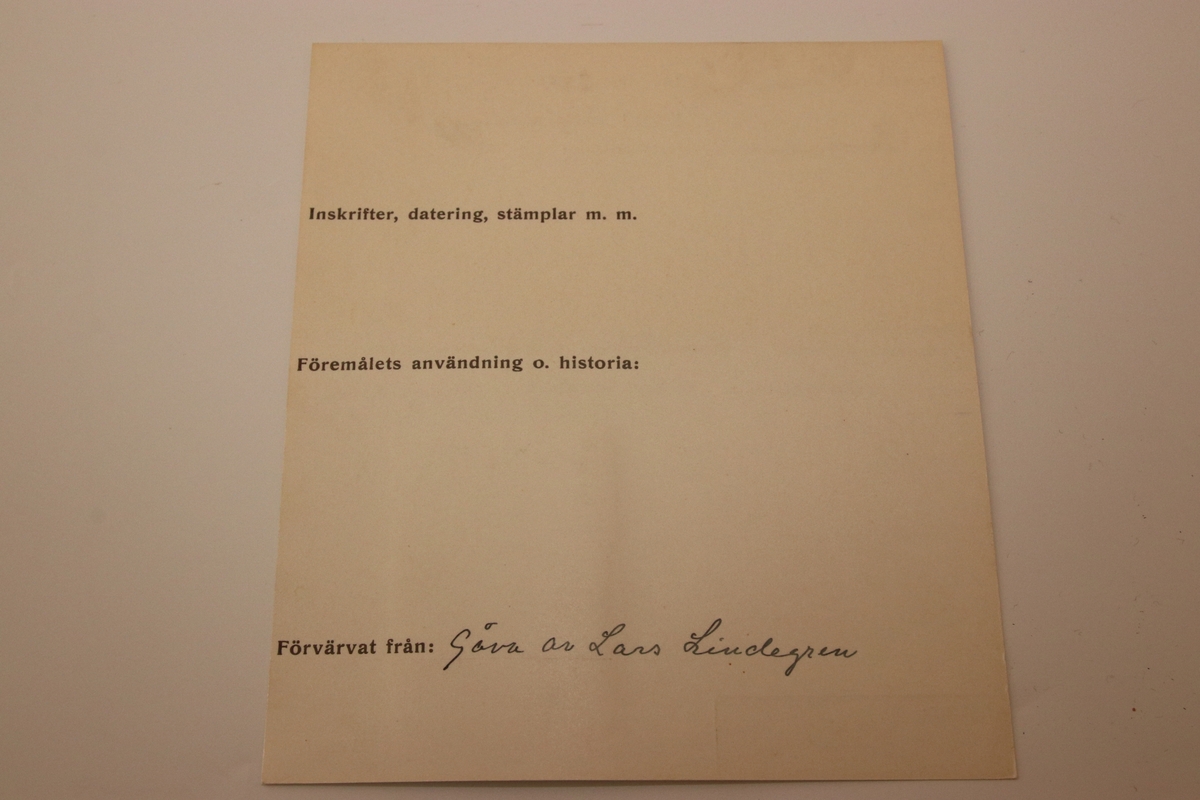 Inskrifter, datering, stämplar m. m.
Föremålets användning o. historia:
Förvärvat från: Gåva av Lars Lindegren